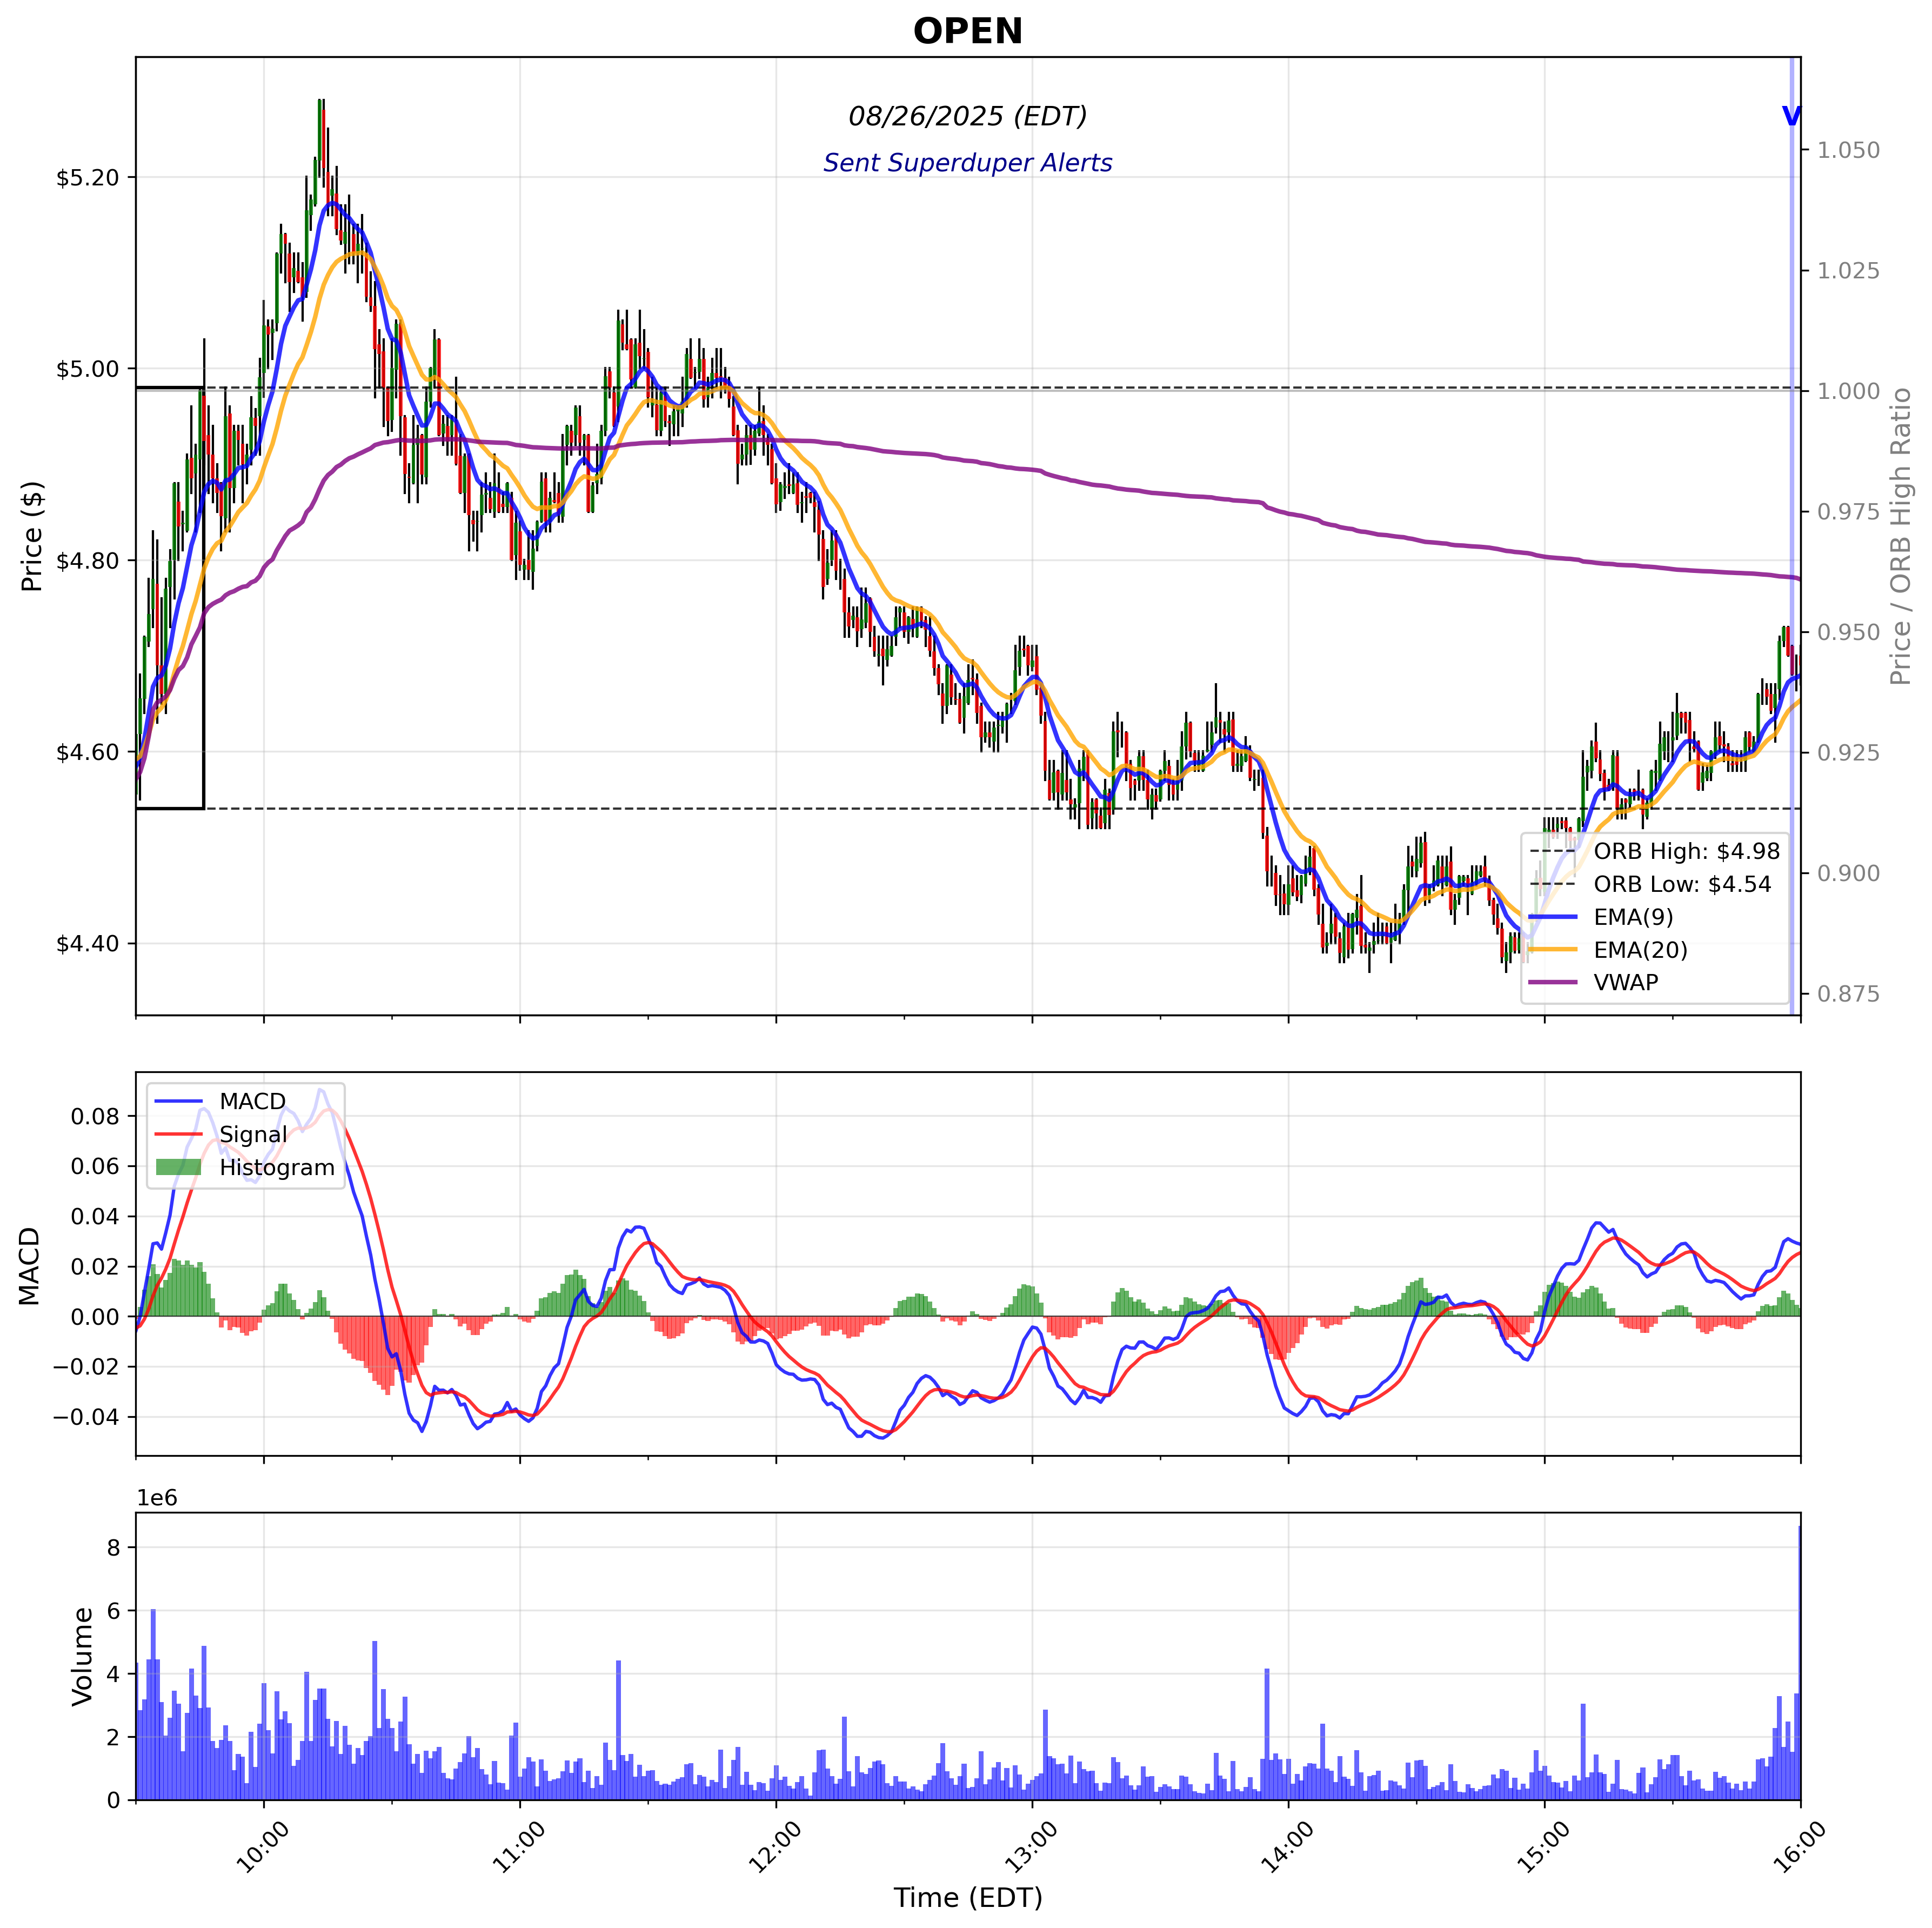 OPEN
08/26/2025 (EDT)
Sent Superduper Alerts
V
$5.20
$5.00
$4.80
$4.60
$4.40
Price ($)
1.050
1.025
1.000
0.975
0.950
0.925
0.900
0.875
Price / ORB High Ratio
ORB High: $4.98
ORB Low: $4.54
EMA(9)
EMA(20)
VWAP
MACD
Signal
Histogram
0.08
0.06
0.04
0.02
0.00
−0.02
−0.04
MACD
1e6
8
6
4
2
0
Volume
10:00
11:00
12:00
13:00
14:00
15:00
16:00
Time (EDT)